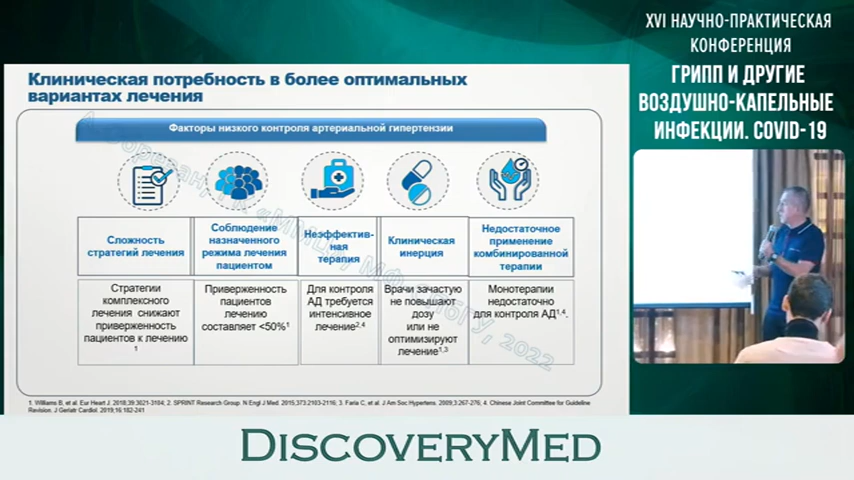 XVI НАУЧНО-ПРАКТИЧЕСКАЯ
КОНФЕРЕНЦИЯ
ГРИПП И ДРУГИЕ
ВОЗДУШНО-КАПЕЛЬНЫЕ
ИНФЕКЦИИ. COVID-19
Клиническая потребность в более оптимальных
вариантах лечения
Факторы низкого контроля артериальной гипертензии
Сложность
стратегий лечения
Соблюдение
назначенного
режима лечения
пациентом
Неэффектив-
ная
терапия
Клиническая
инерция
Недостаточное
применение
комбинированной
терапии
Стратегии
комплексного
лечения снижают
приверженность
пациентов к лечению
1
Приверженность
пациентов
лечению
составляет <50%1
Для контроля
АД требуется
интенсивное
лечение2,4
Врачи зачастую
не повышают
дозу
или не
оптимизируют
лечение1,3
Монотерапии
недостаточно
для контроля АД1,4.
2022
1. Williams B, et al. Eur Heart J. 2018;39:3021-3104; 2. SPRINT Research Group. N Engl J Med. 2015;373:2103-2116; 3. Faria C, et al. J Am Soc Hypertens. 2009;3:267-276; 4. Chinese Joint Committee for Guideline
Revision. J Geriatr Cardiol. 2019;16:182-241
DISCOVERYMED